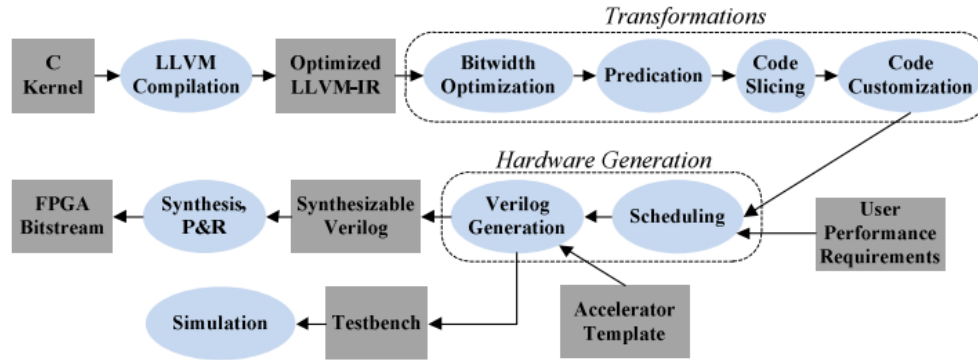 Transformations
C
Kernel
LLVM
Compilation
Optimized
LLVM-IR
Bitwidth
Optimization
Predication
Code
Slicing
Code
Customization
Hardware Generation
FPGA
Bitstream
Synthesis,
P&R
Synthesizable
Verilog
Verilog
Generation
Scheduling
User
Performance
Requirements
Simulation
Testbench
Accelerator
Template